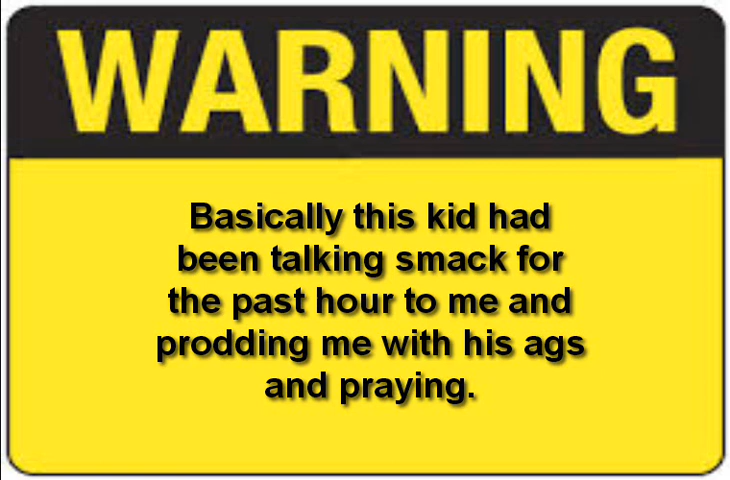 WARNING
Basically this kid had
been talking smack for
the past hour to me and
prodding me with his ags
and praying.